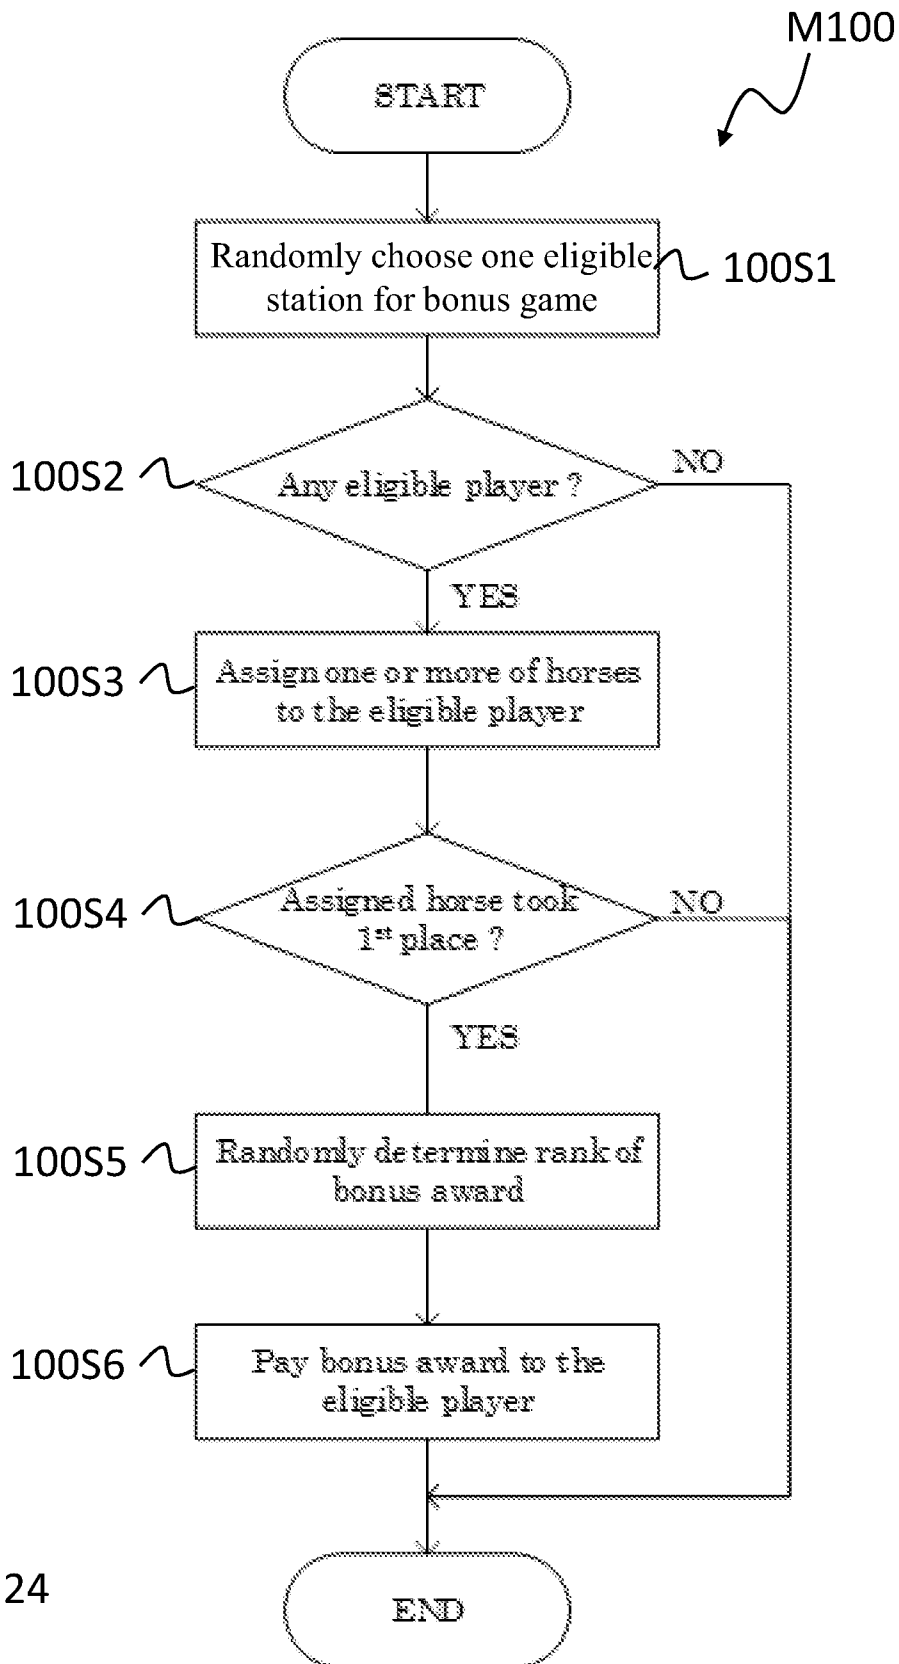 M100
START
Randomly choose one eligible
station for bonus game
100S1
100S2
Any eligible player ?
NO
YES
100S3
Assign one or more of horses
to the eligible player
100S4
Assigned horse took
1st place ?
NO
YES
100S5
Randomly determine rank of
bonus award
100S6
Pay bonus award to the
eligible player
24
END